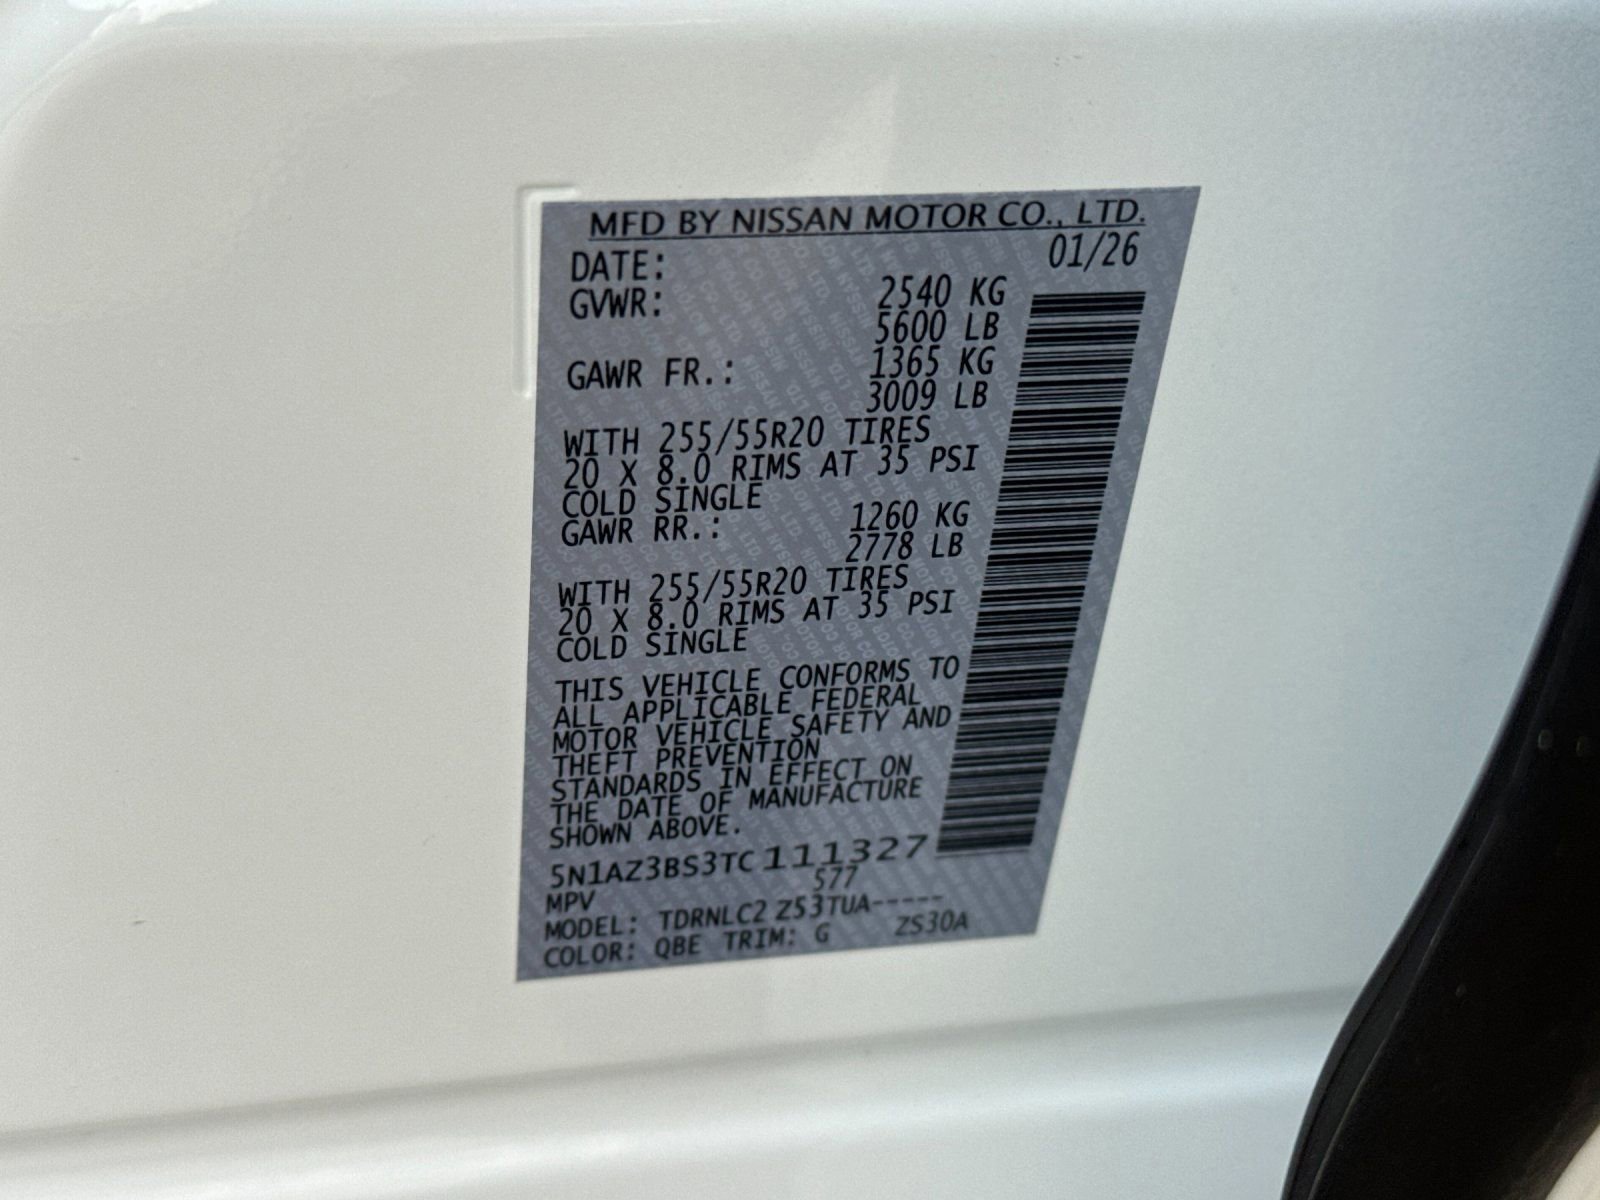 MFD BY NISSAN MOTOR CO., LTD.
DATE: 01/26
GVWR: 2540 KG
5600 LB
GAWR FR.: 1365 KG
3009 LB
WITH 255/55R20 TIRES
20 X 8.0 RIMS AT 35 PSI
COLD SINGLE
GAWR RR.: 1260 KG
2778 LB
WITH 255/55R20 TIRES
20 X 8.0 RIMS AT 35 PSI
COLD SINGLE
THIS VEHICLE CONFORMS TO
ALL APPLICABLE FEDERAL
MOTOR VEHICLE SAFETY AND
THEFT PREVENTION
STANDARDS IN EFFECT ON
THE DATE OF MANUFACTURE
SHOWN ABOVE.
5N1AZ3BS3TC111327
MPV 577
MODEL: TDRNLC2 Z53TUA-----
COLOR: QBE TRIM: G ZS30A